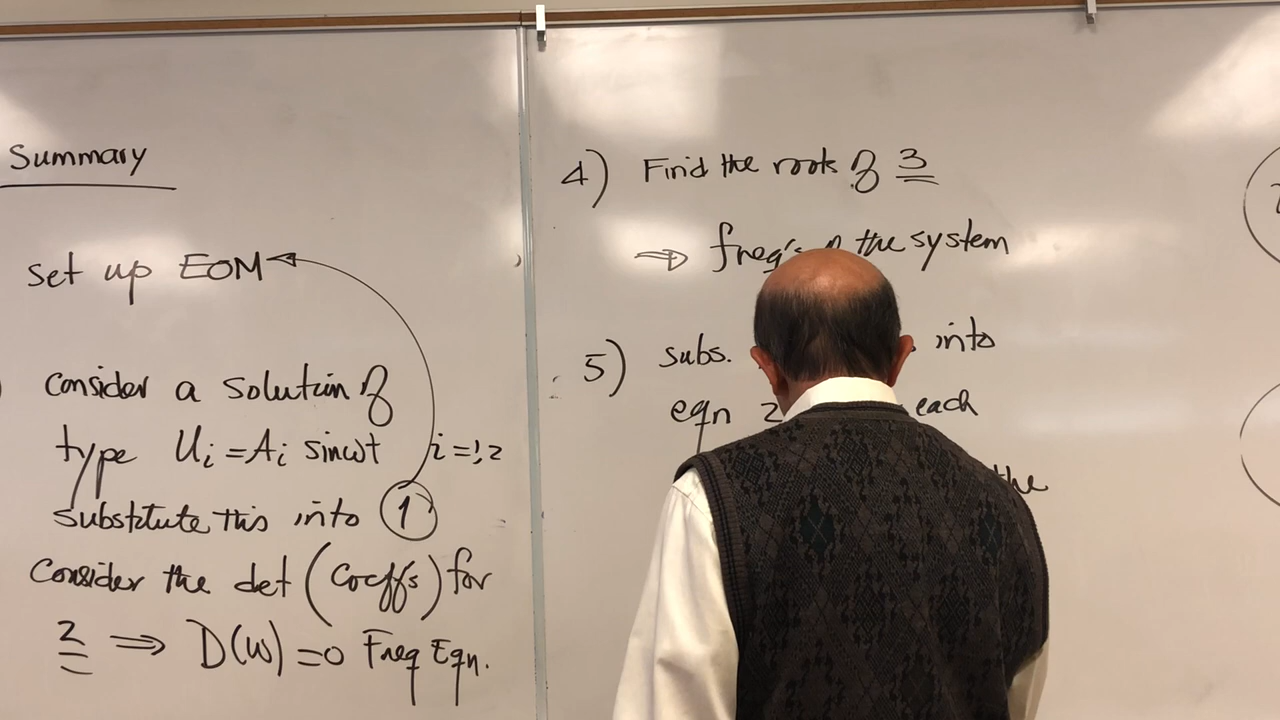 Summary
set up EOM
consider a solution of
type Ui = Ai sinωt i = 1, 2
substitute this into 1
Consider the det (Coeffs) for
2 ⇒ D(ω) = 0 Freq Eqn.
4) Find the roots of 3
⇒ freq's the system
5) subs. into
eqn 2 each
the